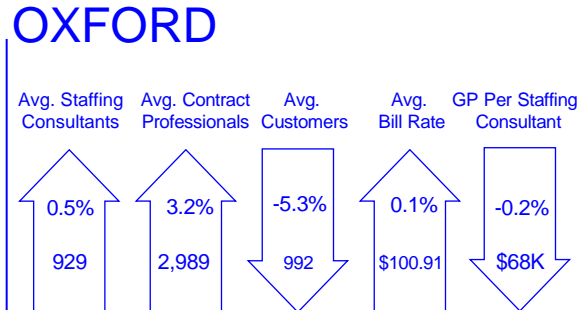 OXFORD
Avg. Staffing Consultants
Avg. Contract Professionals
Avg. Customers
Avg. Bill Rate
GP Per Staffing Consultant
0.5%
3.2%
-5.3%
0.1%
-0.2%
929
2,989
992
$100.91
$68K